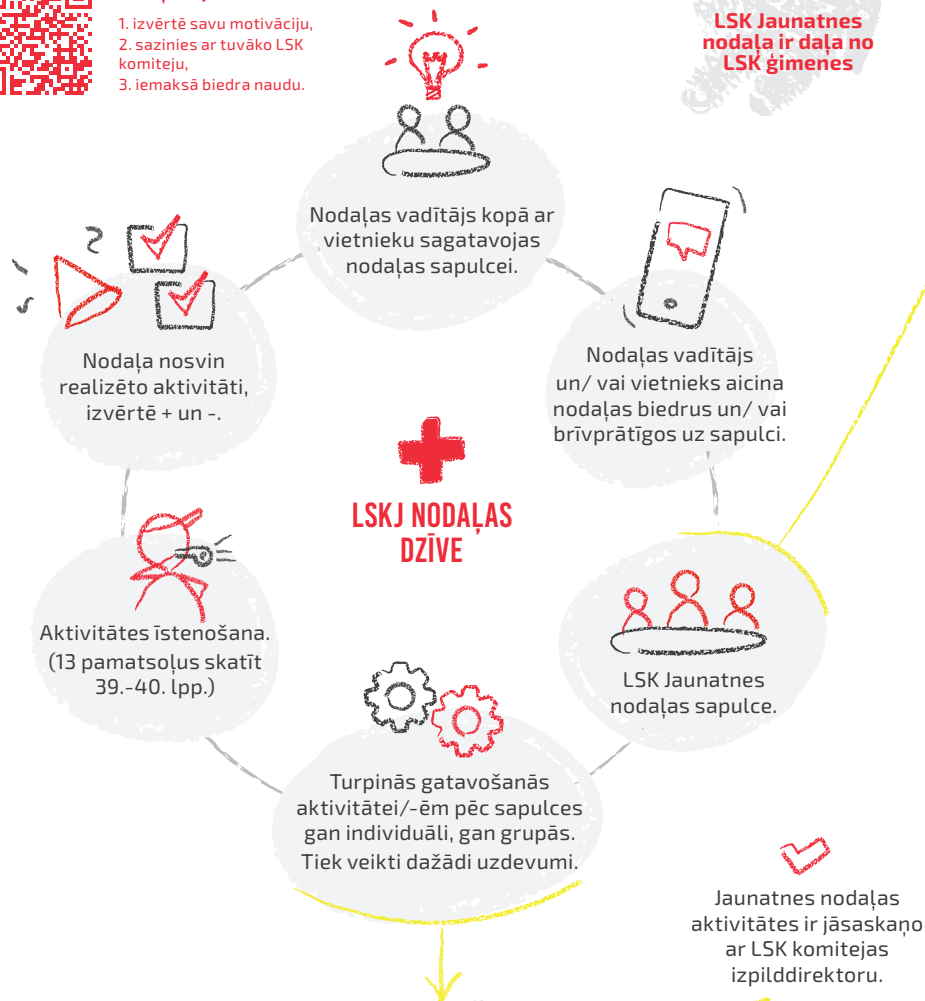 1. izvērtē savu motivāciju,
2. sazinies ar tuvāko LSK
komiteju,
3. iemaksā biedra naudu.
LSK Jaunatnes
nodaļa ir daļa no
LSK ģimenes
Nodaļas vadītājs kopā ar
vietnieku sagatavojas
nodaļas sapulcei.
Nodaļas vadītājs
un/ vai vietnieks aicina
nodaļas biedrus un/ vai
brīvprātīgos uz sapulci.
LSK Jaunatnes
nodaļas sapulce.
Turpinās gatavošanās
aktivitātei/-ēm pēc sapulces
gan individuāli, gan grupās.
Tiek veikti dažādi uzdevumi.
Aktivitātes īstenošana.
(13 pamatsoļus skatīt
39.-40. lpp.)
Nodaļa nosvin
realizēto aktivitāti,
izvērtē + un -.
LSKJ NODAĻAS
DZĪVE
Jaunatnes nodaļas
aktivitātes ir jāsaskaņo
ar LSK komitejas
izpilddirektoru.